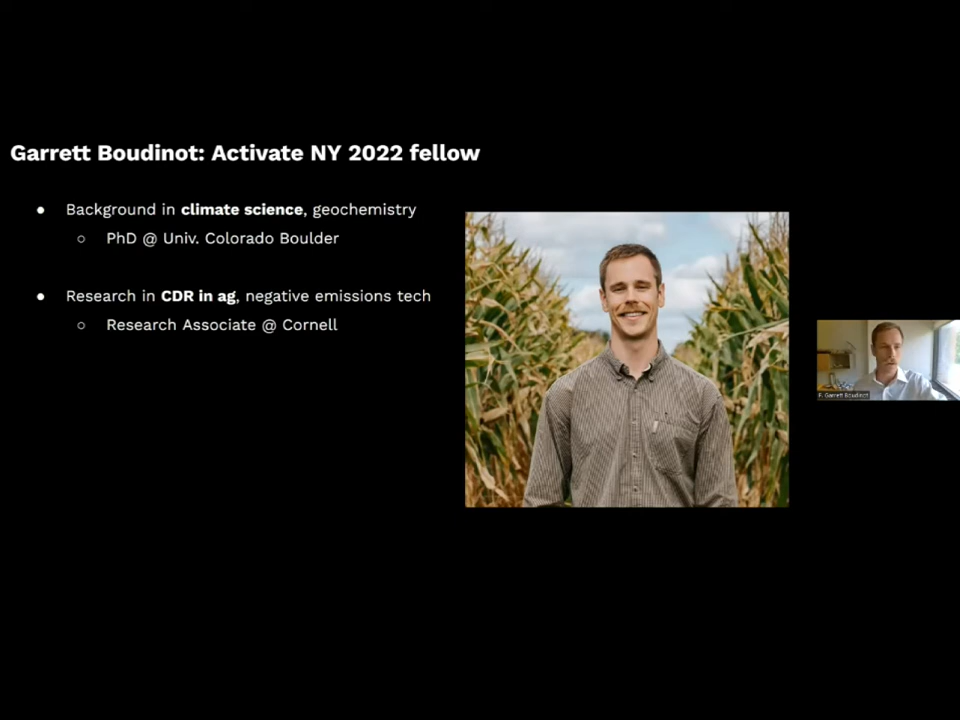 Garrett Boudinot: Activate NY 2022 fellow
● Background in climate science, geochemistry
○ PhD @ Univ. Colorado Boulder
● Research in CDR in ag, negative emissions tech
○ Research Associate @ Cornell
F. Garrett Boudinot